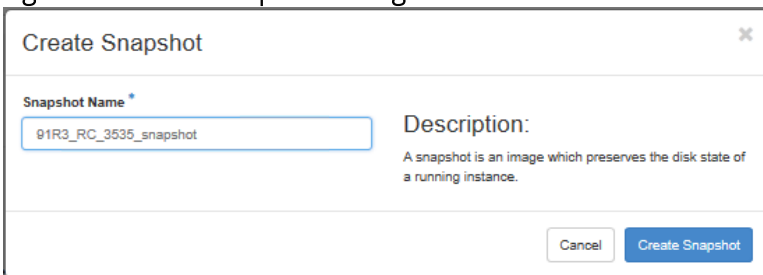 Create Snapshot
×
Snapshot Name *
91R3_RC_3535_snapshot
Description:
A snapshot is an image which preserves the disk state of
a running instance.
Cancel
Create Snapshot